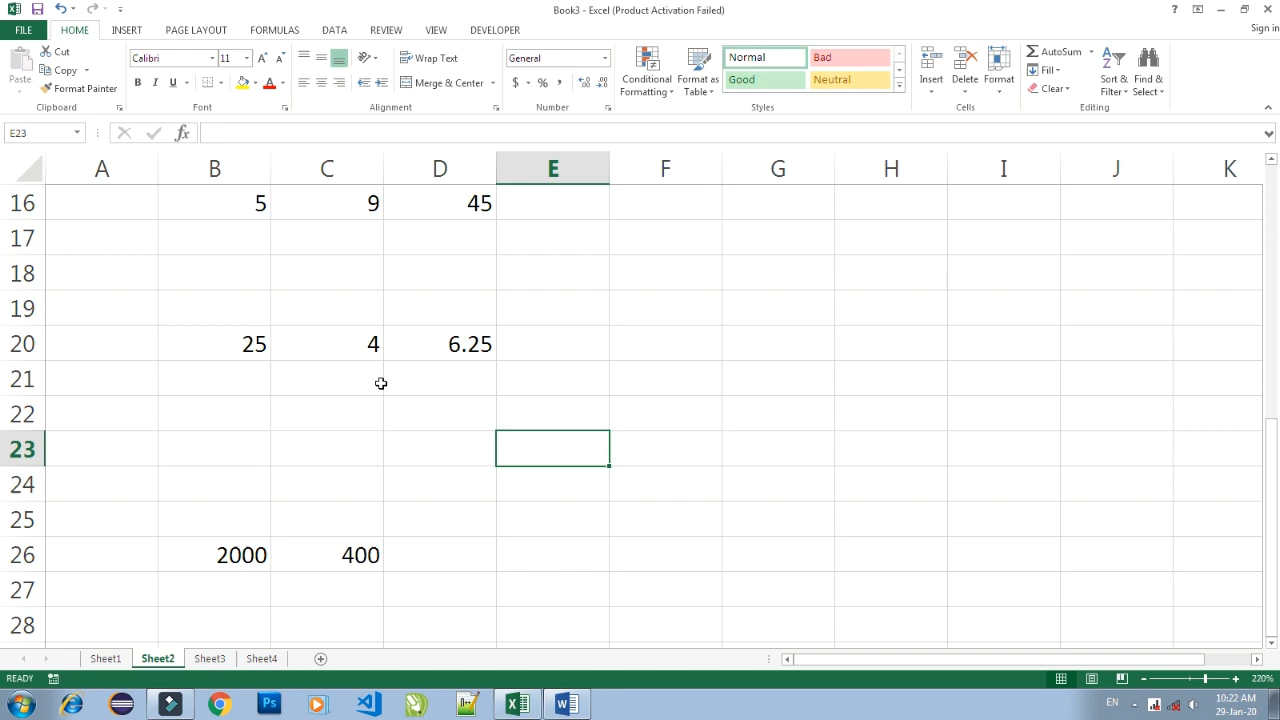 Book3 - Excel (Product Activation Failed)
FILE HOME INSERT PAGE LAYOUT FORMULAS DATA REVIEW VIEW DEVELOPER Sign in
Paste Cut Copy Format Painter Clipboard
Calibri 11 B I U A Font
Wrap Text Merge & Center Alignment
General $ % Number
Conditional Formatting Format as Table Normal Bad Good Neutral Styles
Insert Delete Format Cells
AutoSum Fill Clear Sort & Filter Find & Select Editing
E23 fx
A B C D E F G H I J K
16 5 9 45
17
18
19
20 25 4 6.25
21
22
23
24
25
26 2000 400
27
28
Sheet1 Sheet2 Sheet3 Sheet4
READY 220%
EN 10:22 AM
29-Jan-20